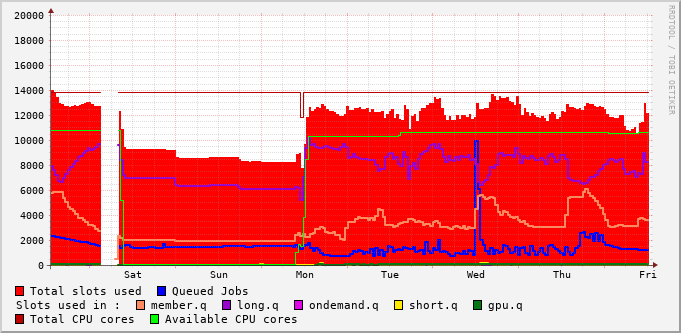 20000
18000
16000
14000
12000
10000
8000
6000
4000
2000
0
Sat Sun Mon Tue Wed Thu Fri
Total slots used Queued Jobs
Slots used in : member.q long.q ondemand.q short.q gpu.q
Total CPU cores Available CPU cores
RRDTOOL / TOBI OETIKER